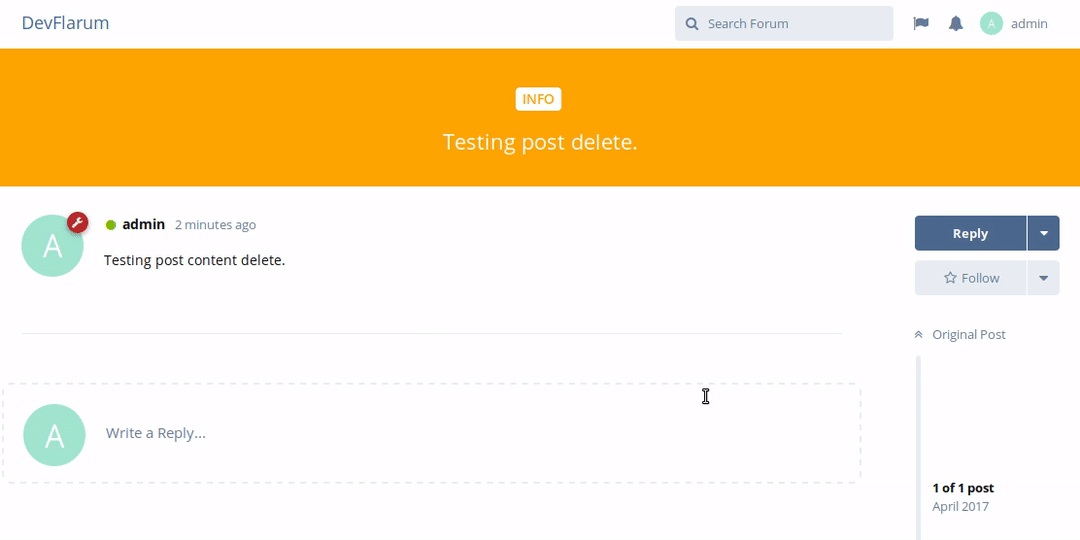 DevFlarum
Search Forum
A
admin
INFO
Testing post delete.
A
admin 2 minutes ago
Testing post content delete.
Reply
Follow
Original Post
A
Write a Reply...
1 of 1 post
April 2017